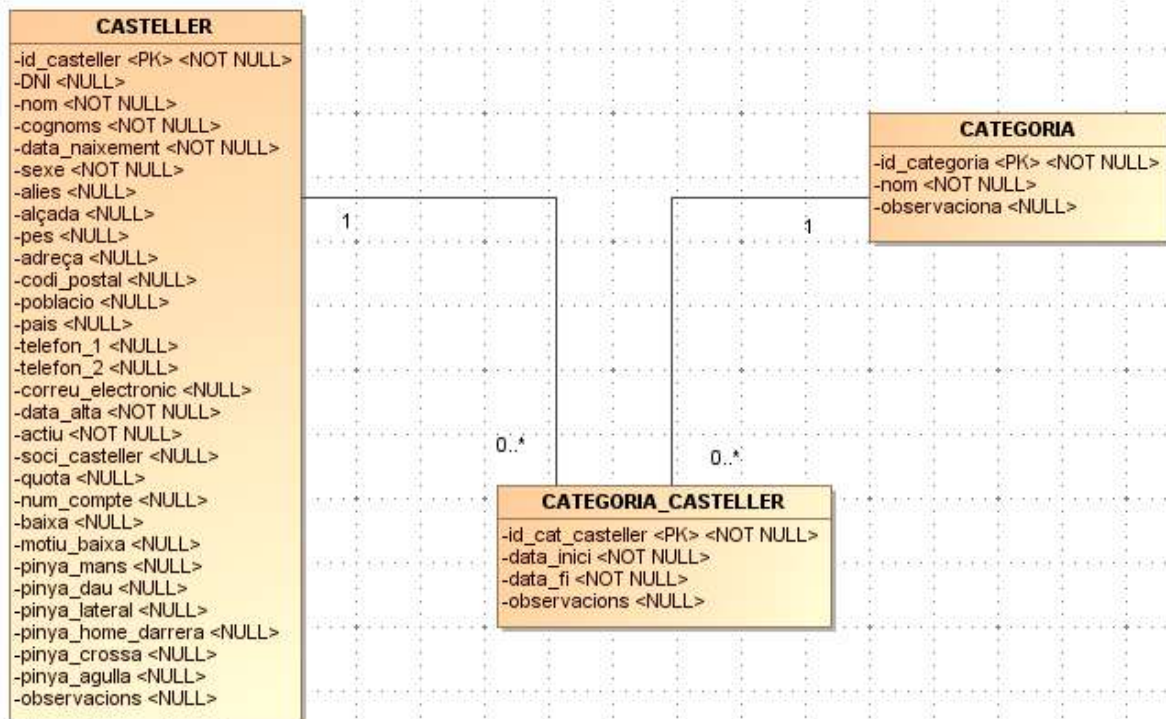 CASTELLER
-id_casteller <PK> <NOT NULL>
-DNI <NULL>
-nom <NOT NULL>
-cognoms <NOT NULL>
-data_naixement <NOT NULL>
-sexe <NOT NULL>
-alies <NULL>
-alçada <NULL>
-pes <NULL>
-adreça <NULL>
-codi_postal <NULL>
-poblacio <NULL>
-pais <NULL>
-telefon_1 <NULL>
-telefon_2 <NULL>
-correu_electronic <NULL>
-data_alta <NOT NULL>
-actiu <NOT NULL>
-soci_casteller <NULL>
-quota <NULL>
-num_compte <NULL>
-baixa <NULL>
-motiu_baixa <NULL>
-pinya_mans <NULL>
-pinya_dau <NULL>
-pinya_lateral <NULL>
-pinya_home_darrera <NULL>
-pinya_crossa <NULL>
-pinya_agulla <NULL>
-observacions <NULL>
1
0..*
CATEGORIA
-id_categoria <PK> <NOT NULL>
-nom <NOT NULL>
-observaciona <NULL>
1
0..*
CATEGORIA_CASTELLER
-id_cat_casteller <PK> <NOT NULL>
-data_inici <NOT NULL>
-data_fi <NOT NULL>
-observacions <NULL>